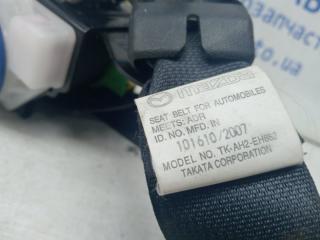 mazda
SEAT BELT FOR AUTOMOBILES
MEETS: ADR
ID. NO. MFD. IN
101610/2007
MODEL NO. TK-AH2-EH8B2
TAKATA CORPORATION